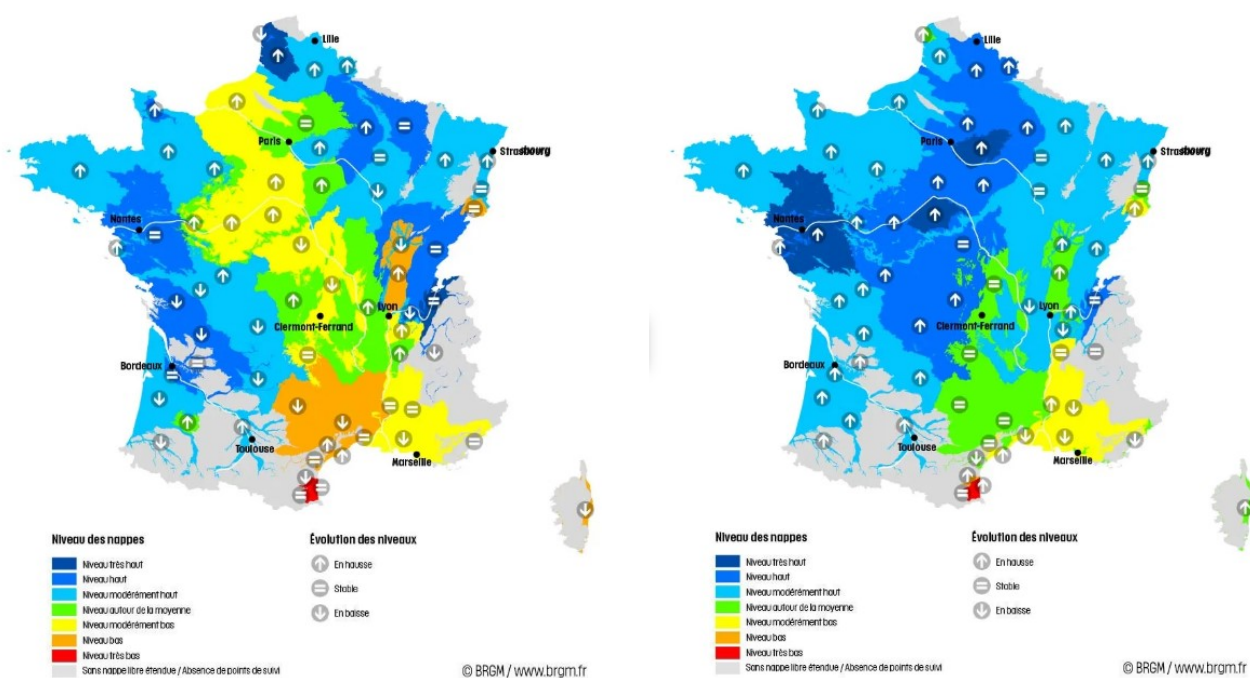 Lille
Paris
Strasbourg
Nantes
Lyon
Clermont-Ferrand
Bordeaux
Toulouse
Marseille
Niveau des nappes
Niveau très haut
Niveau haut
Niveau modérément haut
Niveau autour de la moyenne
Niveau modérément bas
Niveau bas
Niveau très bas
Sans nappe libre étendue / Absence de points de suivi
Évolution des niveaux
En hausse
Stable
En baisse
© BRGM / www.brgm.fr
Lille
Paris
Strasbourg
Nantes
Lyon
Clermont-Ferrand
Bordeaux
Toulouse
Marseille
Niveau des nappes
Niveau très haut
Niveau haut
Niveau modérément haut
Niveau autour de la moyenne
Niveau modérément bas
Niveau bas
Niveau très bas
Sans nappe libre étendue / Absence de points de suivi
Évolution des niveaux
En hausse
Stable
En baisse
© BRGM / www.brgm.fr